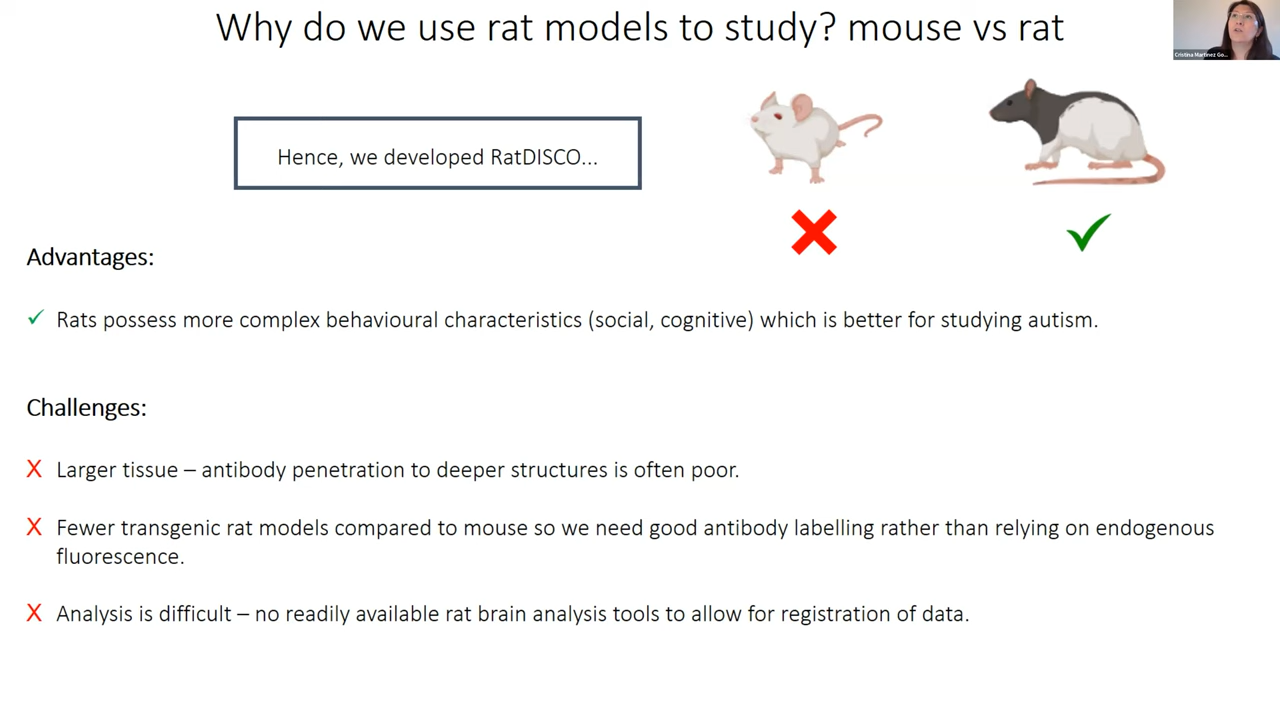 Why do we use rat models to study? mouse vs rat
Cristina Martinez Go...
Hence, we developed RatDISCO...
Advantages:
✓ Rats possess more complex behavioural characteristics (social, cognitive) which is better for studying autism.
Challenges:
X Larger tissue – antibody penetration to deeper structures is often poor.
X Fewer transgenic rat models compared to mouse so we need good antibody labelling rather than relying on endogenous
fluorescence.
X Analysis is difficult – no readily available rat brain analysis tools to allow for registration of data.